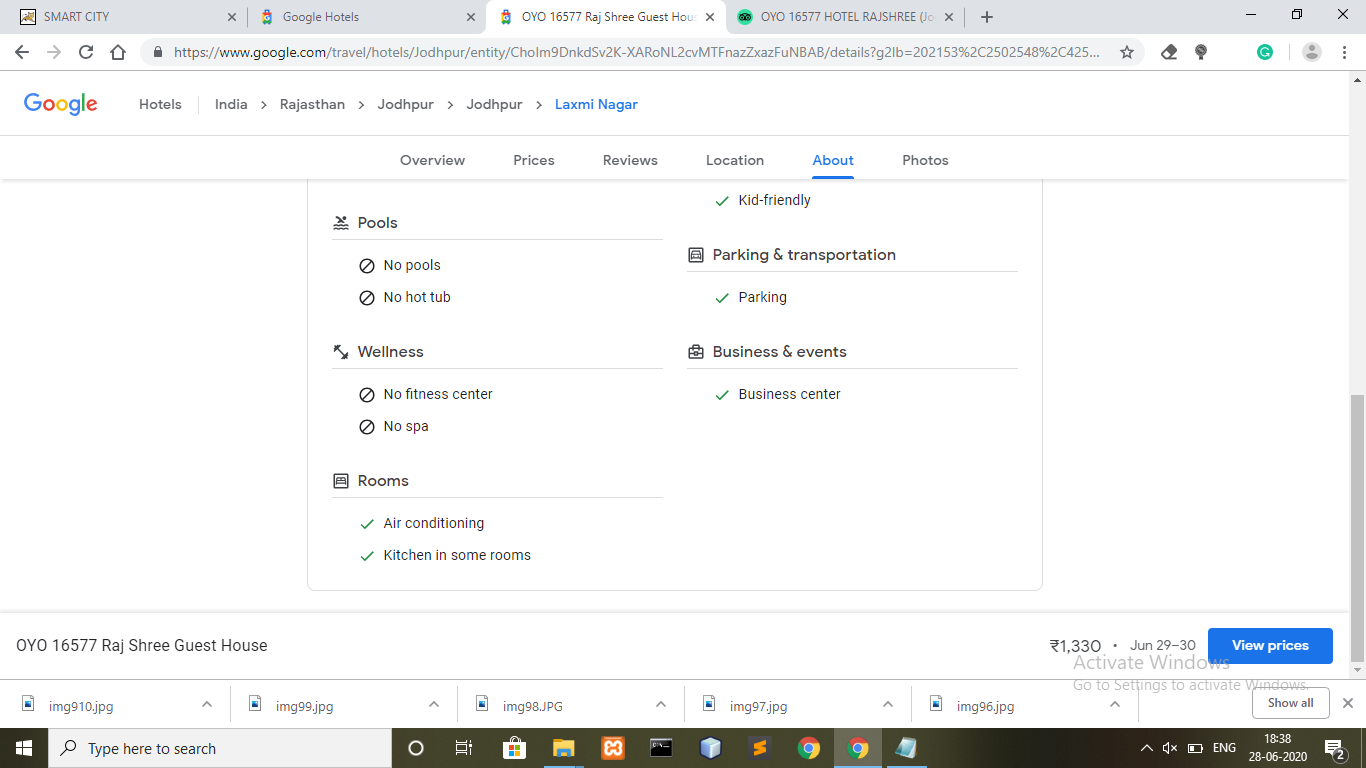 SMART CITY
Google Hotels
OYO 16577 Raj Shree Guest Hou
OYO 16577 HOTEL RAJSHREE (Jo
https://www.google.com/travel/hotels/Jodhpur/entity/ChoIm9DnkdSv2K-XARoNL2cvMTFnazZxazFuNBAB/details?g2lb=202153%2C2502548%2C425...
Google
Hotels India > Rajasthan > Jodhpur > Jodhpur > Laxmi Nagar
Overview Prices Reviews Location About Photos
Pools
No pools
No hot tub
Wellness
No fitness center
No spa
Rooms
Air conditioning
Kitchen in some rooms
Kid-friendly
Parking & transportation
Parking
Business & events
Business center
OYO 16577 Raj Shree Guest House
₹1,330 • Jun 29–30 View prices
Activate Windows
Go to Settings to activate Windows.
img910.jpg
img99.jpg
img98.JPG
img97.jpg
img96.jpg
Show all
Type here to search
ENG
18:38
28-06-2020
2